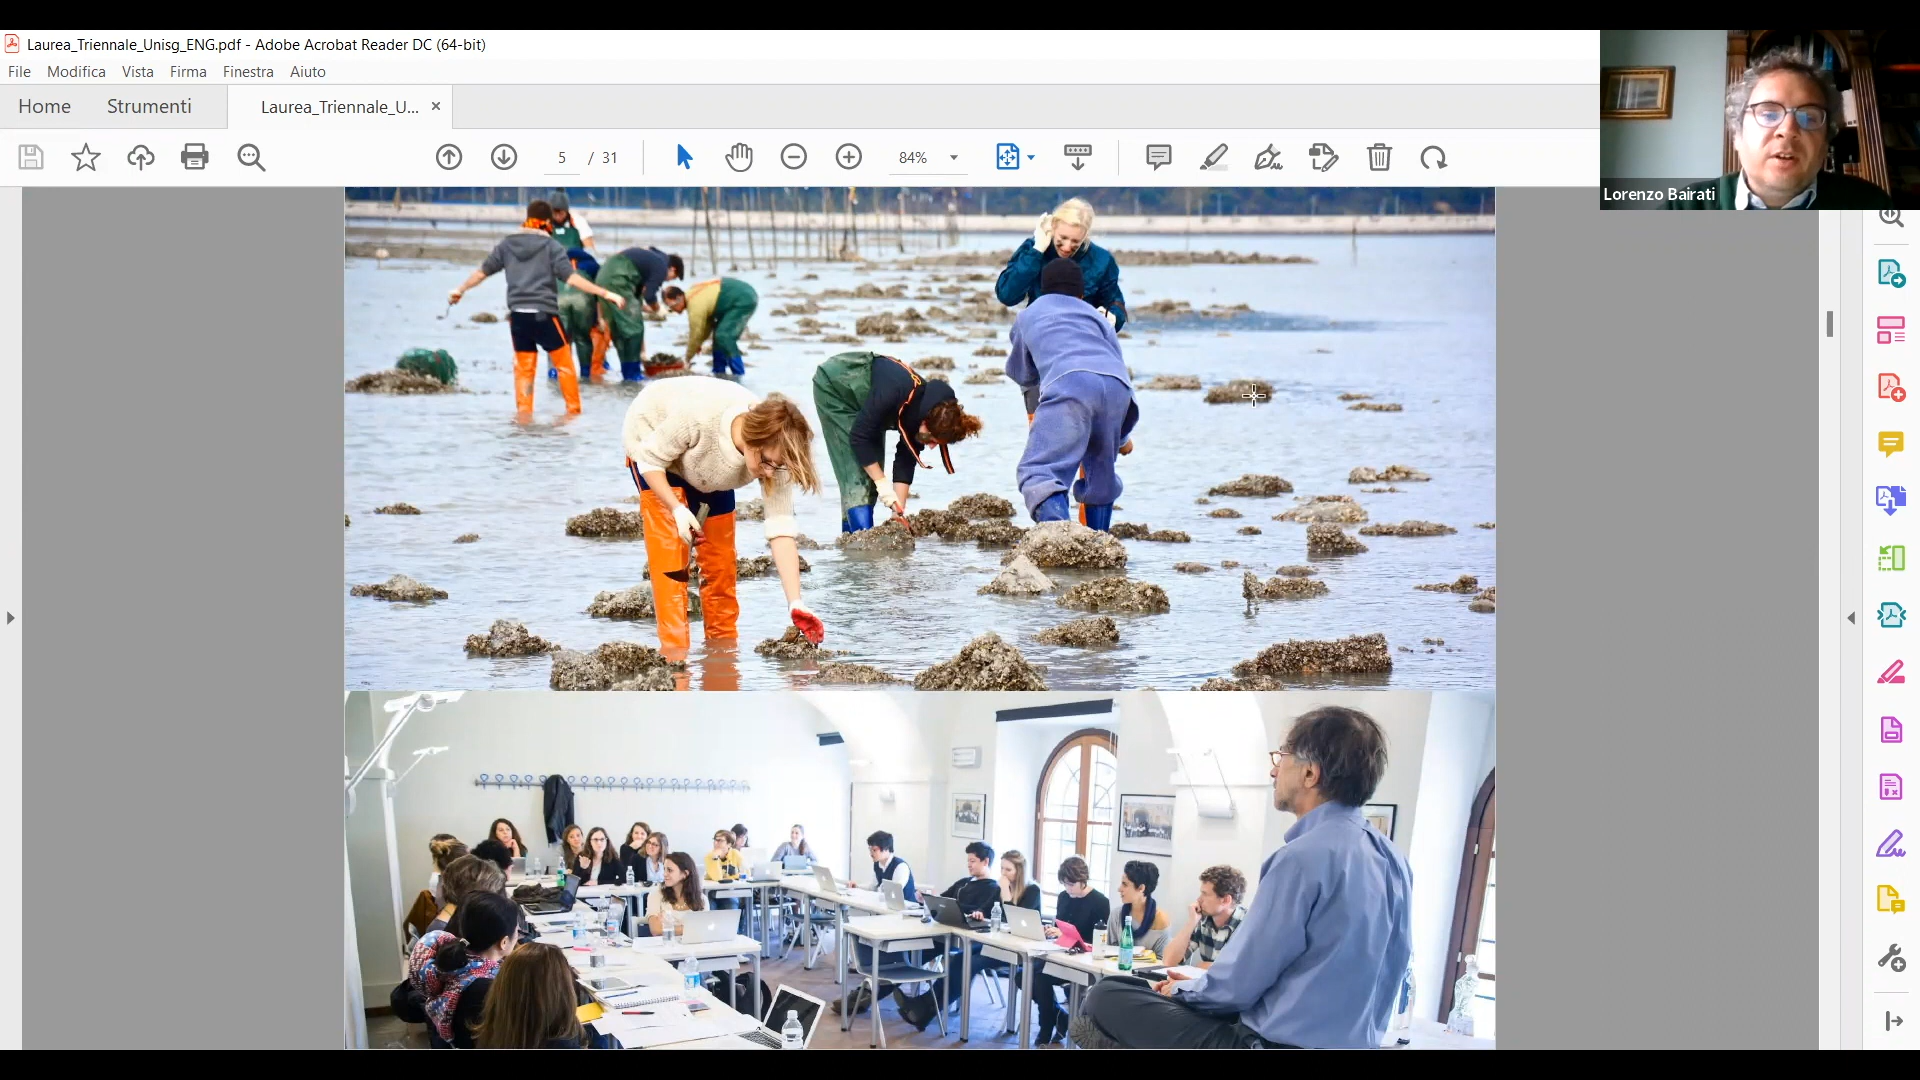 Laurea_Triennale_Unisg_ENG.pdf - Adobe Acrobat Reader DC (64-bit)
File Modifica Vista Firma Finestra Aiuto
Home Strumenti Laurea_Triennale_U... ×
5 / 31 84%
Lorenzo Bairati